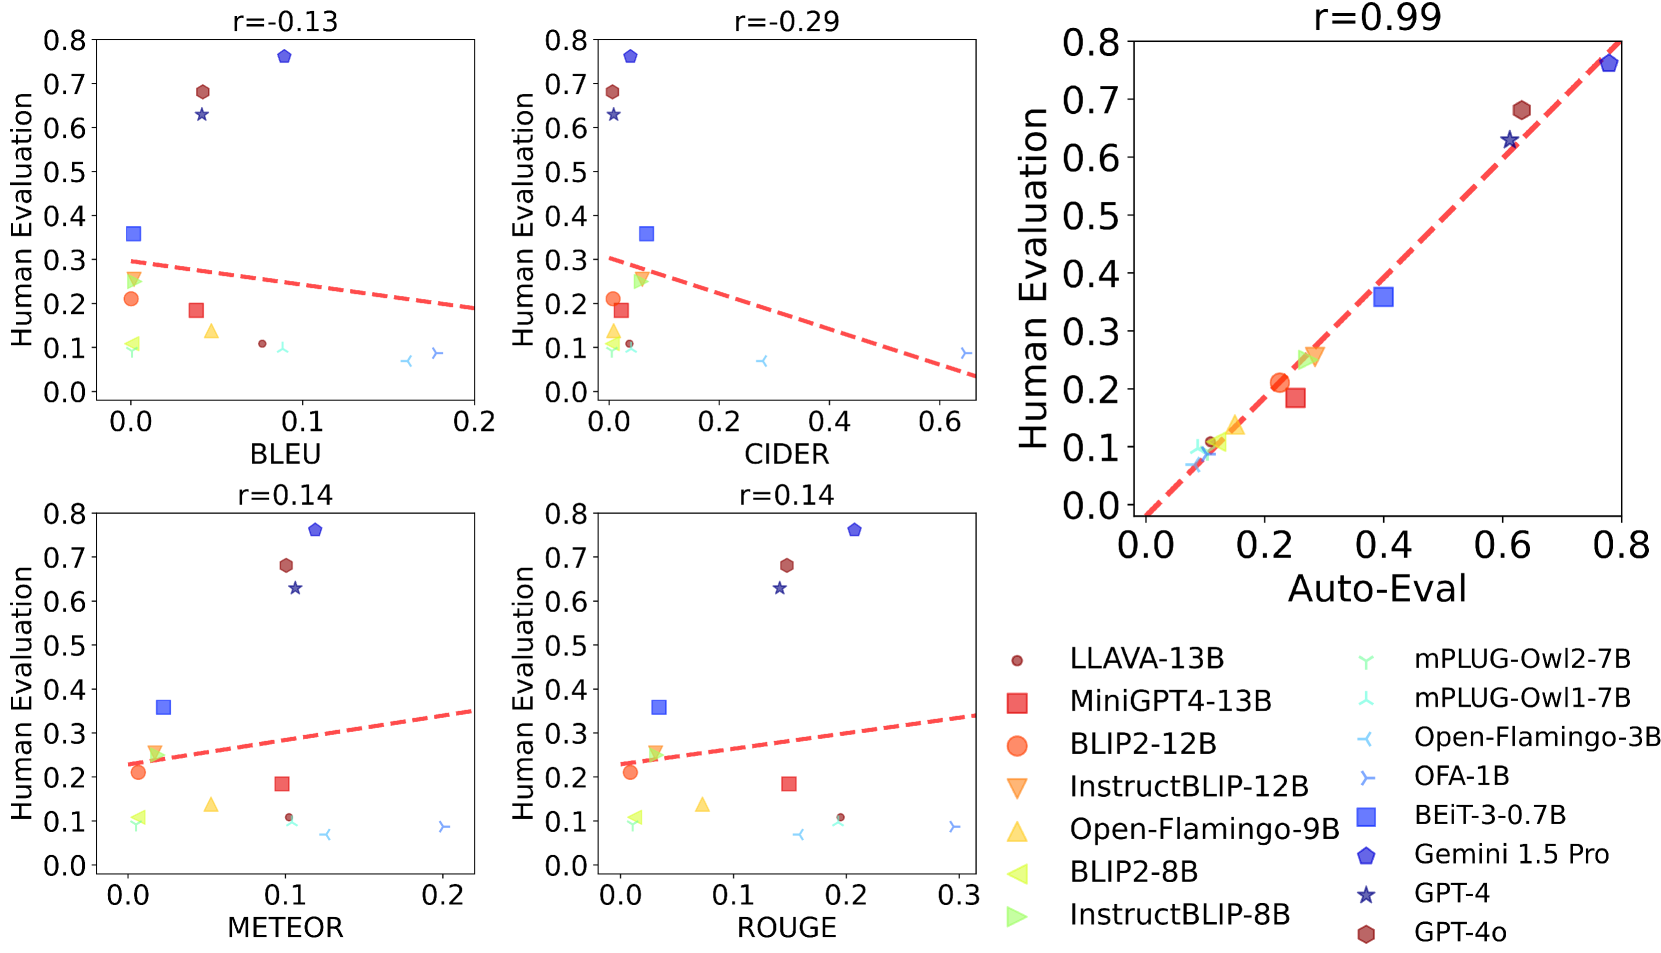 r=-0.13
0.8
0.7
0.6
0.5
0.4
0.3
0.2
0.1
0.0
Human Evaluation
0.0 0.1 0.2
BLEU
r=-0.29
0.8
0.7
0.6
0.5
0.4
0.3
0.2
0.1
0.0
Human Evaluation
0.0 0.2 0.4 0.6
CIDER
r=0.99
0.8
0.7
0.6
0.5
0.4
0.3
0.2
0.1
0.0
Human Evaluation
0.0 0.2 0.4 0.6 0.8
Auto-Eval
r=0.14
0.8
0.7
0.6
0.5
0.4
0.3
0.2
0.1
0.0
Human Evaluation
0.0 0.1 0.2
METEOR
r=0.14
0.8
0.7
0.6
0.5
0.4
0.3
0.2
0.1
0.0
Human Evaluation
0.0 0.1 0.2 0.3
ROUGE
LLAVA-13B
MiniGPT4-13B
BLIP2-12B
InstructBLIP-12B
Open-Flamingo-9B
BLIP2-8B
InstructBLIP-8B
mPLUG-Owl2-7B
mPLUG-Owl1-7B
Open-Flamingo-3B
OFA-1B
BEiT-3-0.7B
Gemini 1.5 Pro
GPT-4
GPT-4o